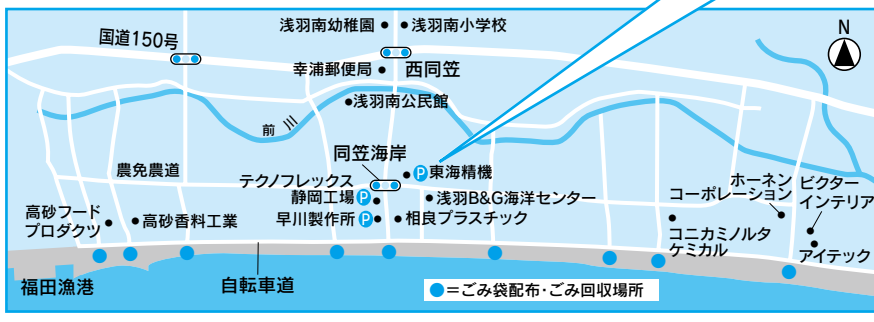 浅羽南幼稚園
浅羽南小学校
国道150号
N
幸浦郵便局
西同笠
浅羽南公民館
前川
同笠海岸
P
東海精機
農免農道
テクノフレックス
静岡工場
P
浅羽B&G海洋センター
ホーネン
コーポレーション
ビクター
インテリア
高砂フード
プロダクツ
高砂香料工業
早川製作所
P
相良プラスチック
コニカミノルタ
ケミカル
アイテック
福田漁港
自転車道
=ごみ袋配布・ごみ回収場所